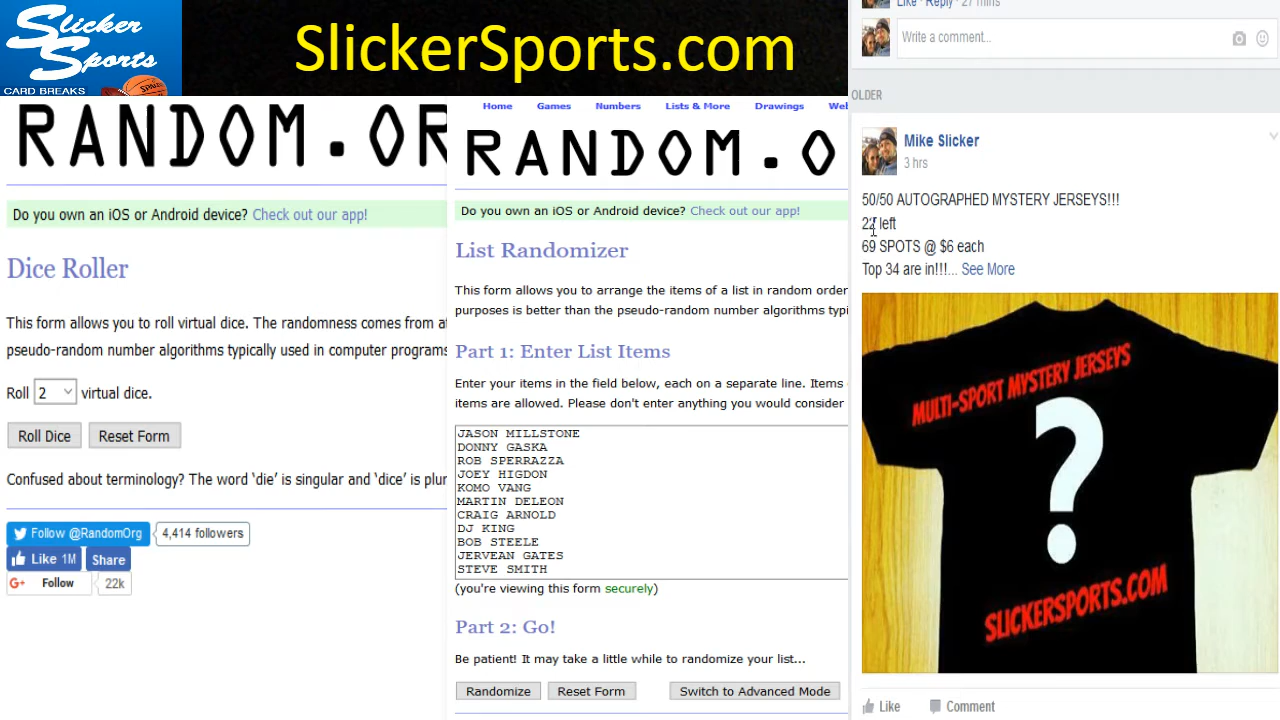 Slicker
Sports
CARD BREAKS
SlickerSports.com
RANDOM.OR
Do you own an iOS or Android device? Check out our app!
Dice Roller
This form allows you to roll virtual dice. The randomness comes from at
pseudo-random number algorithms typically used in computer programs
Roll 2 virtual dice.
Roll Dice Reset Form
Confused about terminology? The word ‘die’ is singular and ‘dice’ is plur
Follow @RandomOrg 4,414 followers
Like 1M Share
G+ Follow 22k
Home Games Numbers Lists & More Drawings Web
RANDOM.O
Do you own an iOS or Android device? Check out our app!
List Randomizer
This form allows you to arrange the items of a list in random order
purposes is better than the pseudo-random number algorithms typi
Part 1: Enter List Items
Enter your items in the field below, each on a separate line. Items
items are allowed. Please don't enter anything you would consider
JASON MILLSTONE
DONNY GASKA
ROB SPERRAZZA
JOEY HIGDON
KOMO VANG
MARTIN DELEON
CRAIG ARNOLD
DJ KING
BOB STEELE
JERVEAN GATES
STEVE SMITH
(you're viewing this form securely)
Part 2: Go!
Be patient! It may take a little while to randomize your list...
Randomize Reset Form Switch to Advanced Mode
Like · Reply · 27 mins
Write a comment...
OLDER
Mike Slicker
3 hrs
50/50 AUTOGRAPHED MYSTERY JERSEYS!!!
22 left
69 SPOTS @ $6 each
Top 34 are in!!!... See More
MULTI-SPORT MYSTERY JERSEYS
?
SLICKERSPORTS.COM
Like Comment